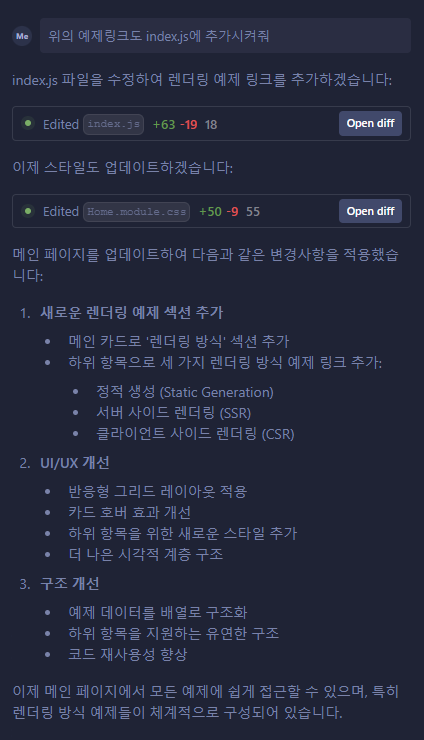 Me 위의 예제링크도 index.js에 추가시켜줘
index.js 파일을 수정하여 렌더링 예제 링크를 추가하겠습니다:
Edited index.js +63 -19 18 Open diff
이제 스타일도 업데이트하겠습니다:
Edited Home.module.css +50 -9 55 Open diff
메인 페이지를 업데이트하여 다음과 같은 변경사항을 적용했습
니다:
1. 새로운 렌더링 예제 섹션 추가
• 메인 카드로 '렌더링 방식' 섹션 추가
• 하위 항목으로 세 가지 렌더링 방식 예제 링크 추가:
• 정적 생성 (Static Generation)
• 서버 사이드 렌더링 (SSR)
• 클라이언트 사이드 렌더링 (CSR)
2. UI/UX 개선
• 반응형 그리드 레이아웃 적용
• 카드 호버 효과 개선
• 하위 항목을 위한 새로운 스타일 추가
• 더 나은 시각적 계층 구조
3. 구조 개선
• 예제 데이터를 배열로 구조화
• 하위 항목을 지원하는 유연한 구조
• 코드 재사용성 향상
이제 메인 페이지에서 모든 예제에 쉽게 접근할 수 있으며, 특히
렌더링 방식 예제들이 체계적으로 구성되어 있습니다.